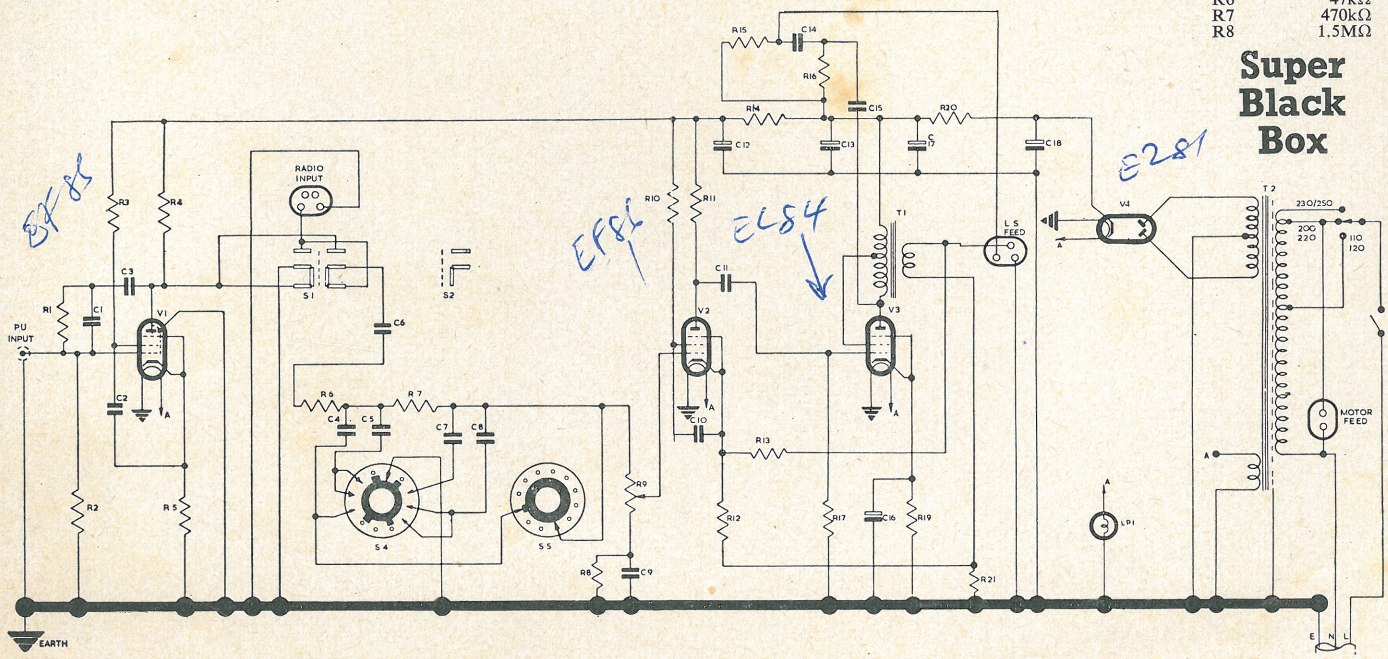 R6 47kΩ
R7 470kΩ
R8 1.5MΩ
Super
Black
Box
R15
C14
R16
C15
R14
R20
C12
C13
C
17
C18
EZ81
EF86
RADIO
INPUT
R3
R4
R10
R11
EF86
EL84
T1
L S
FEED
V4
A
T2
230/250
200
220
110
120
C3
R1
C1
V1
S1
S2
C11
V2
V3
PU
INPUT
C6
C2
A
R6
R7
C4
C5
C7
C8
A
C10
A
R13
MOTOR
FEED
A
R2
R5
S4
S5
R9
R12
R17
C16
R19
A
LP1
R8
C9
R21
EARTH
E N L